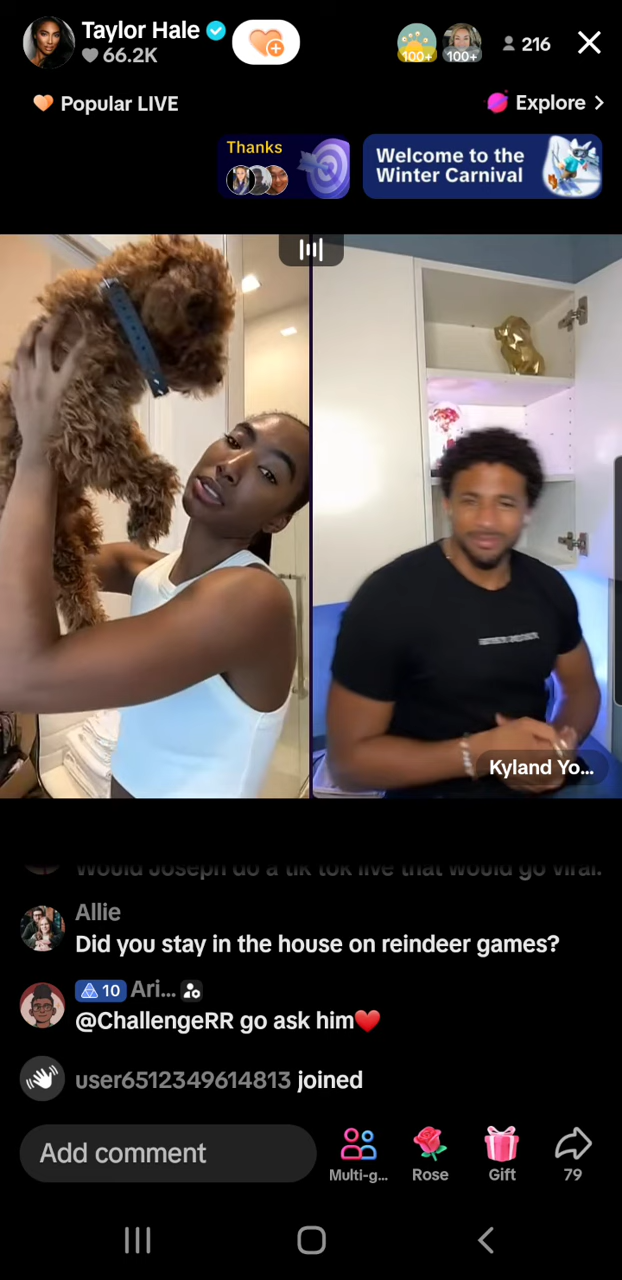 Taylor Hale
66.2K
100+
100+
216
Popular LIVE
Explore
Thanks
Welcome to the
Winter Carnival
Kyland Yo...
Would Joseph do a tik tok live that would go viral.
Allie
Did you stay in the house on reindeer games?
10 Ari...
@ChallengeRR go ask him
user6512349614813 joined
Add comment
Multi-g...
Rose
Gift
79